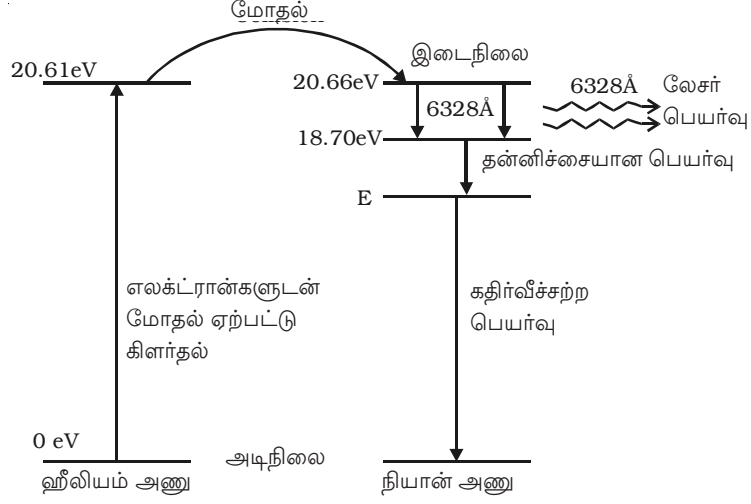 மோதல்
20.61eV
இடைநிலை
20.66eV
6328Å
6328Å
லேசர்
பெயர்வு
18.70eV
தன்னிச்சையான பெயர்வு
E
எலக்ட்ரான்களுடன்
மோதல் ஏற்பட்டு
கிளர்தல்
கதிர்வீச்சற்ற
பெயர்வு
0 eV
அடிநிலை
ஹீலியம் அணு
நியான் அணு